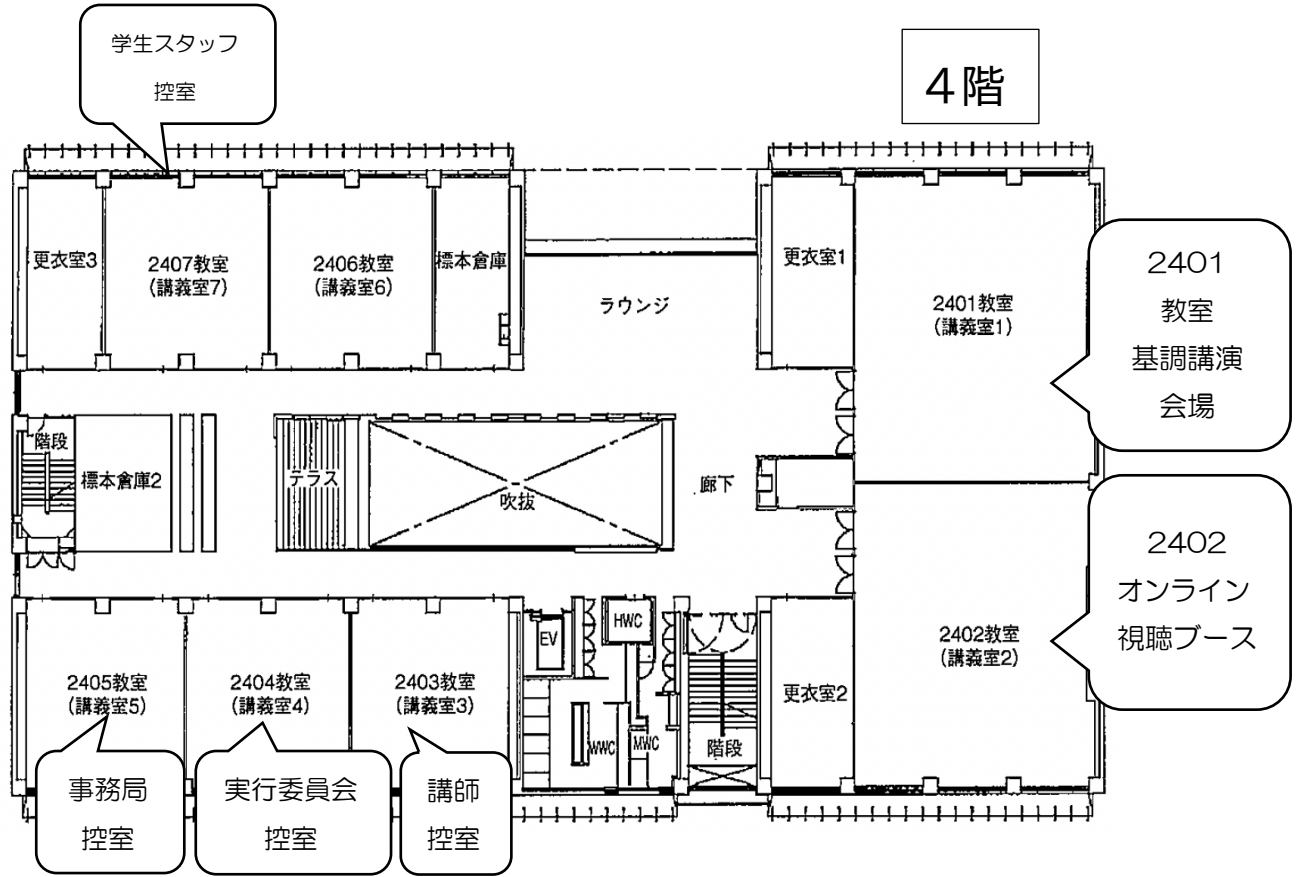 学生スタッフ
控室
4階
更衣室3
2407教室
(講義室7)
2406教室
(講義室6)
標本倉庫
ラウンジ
更衣室1
2401教室
(講義室1)
2401
教室
基調講演
会場
階段
標本倉庫2
テラス
吹抜
廊下
2402
オンライン
視聴ブース
2405教室
(講義室5)
2404教室
(講義室4)
2403教室
(講義室3)
EV
HWC
WWC
MWC
階段
更衣室2
2402教室
(講義室2)
事務局
控室
実行委員会
控室
講師
控室